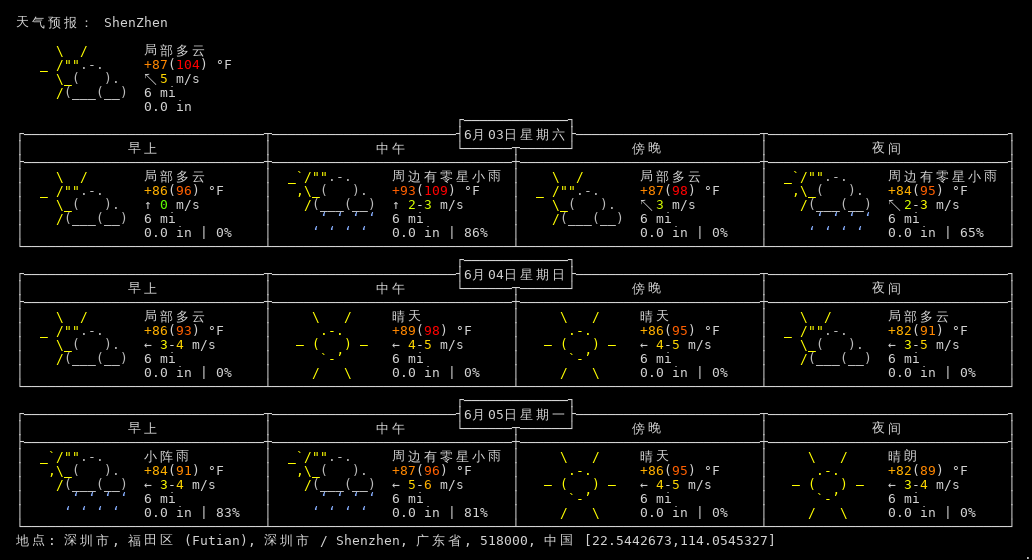 天气预报： ShenZhen
局部多云
+87(104) °F
↖5 m/s
6 mi
0.0 in
6月03日星期六
早上 中午 傍晚 夜间
局部多云 周边有零星小雨 局部多云 周边有零星小雨
+86(96) °F +93(109) °F +87(98) °F +84(95) °F
↑ 0 m/s ↑ 2-3 m/s ↖3 m/s ↖2-3 m/s
6 mi 6 mi 6 mi 6 mi
0.0 in | 0% 0.0 in | 86% 0.0 in | 0% 0.0 in | 65%
6月04日星期日
早上 中午 傍晚 夜间
局部多云 晴天 晴天 局部多云
+86(93) °F +89(98) °F +86(95) °F +82(91) °F
← 3-4 m/s ← 4-5 m/s ← 4-5 m/s ← 3-5 m/s
6 mi 6 mi 6 mi 6 mi
0.0 in | 0% 0.0 in | 0% 0.0 in | 0% 0.0 in | 0%
6月05日星期一
早上 中午 傍晚 夜间
小阵雨 周边有零星小雨 晴天 晴朗
+84(91) °F +87(96) °F +86(95) °F +82(89) °F
← 3-4 m/s ← 5-6 m/s ← 4-5 m/s ← 3-4 m/s
6 mi 6 mi 6 mi 6 mi
0.0 in | 83% 0.0 in | 81% 0.0 in | 0% 0.0 in | 0%
地点: 深圳市, 福田区 (Futian), 深圳市 / Shenzhen, 广东省, 518000, 中国 [22.5442673,114.0545327]